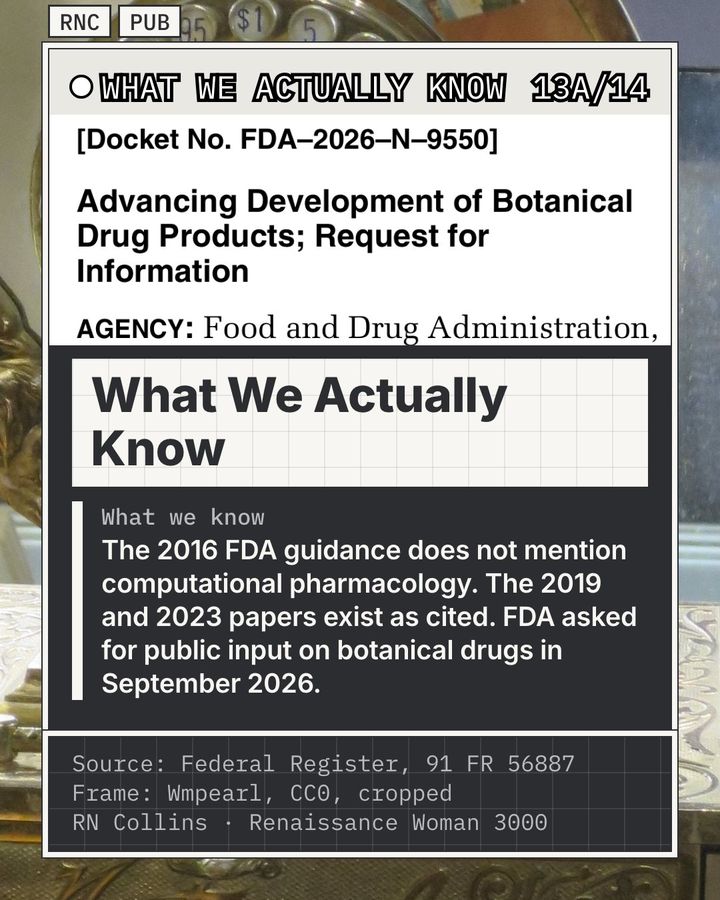 RNC PUB
95 $1 5
WHAT WE ACTUALLY KNOW 13A/14
[Docket No. FDA–2026–N–9550]
Advancing Development of Botanical
Drug Products; Request for
Information
AGENCY: Food and Drug Administration,
What We Actually
Know
What we know
The 2016 FDA guidance does not mention
computational pharmacology. The 2019
and 2023 papers exist as cited. FDA asked
for public input on botanical drugs in
September 2026.
Source: Federal Register, 91 FR 56887
Frame: Wmpearl, CC0, cropped
RN Collins · Renaissance Woman 3000